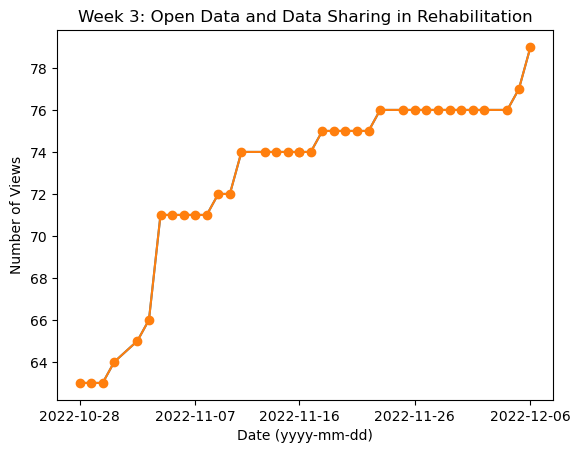 Week 3: Open Data and Data Sharing in Rehabilitation
Number of Views
78
76
74
72
70
68
66
64
2022-10-28 2022-11-07 2022-11-16 2022-11-26 2022-12-06
Date (yyyy-mm-dd)